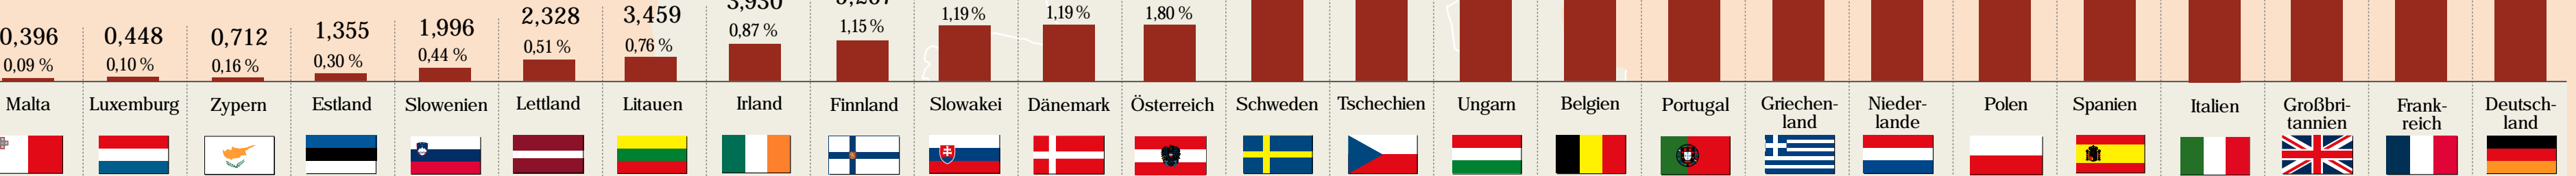 0,396
0,09 %
0,448
0,10 %
0,712
0,16 %
1,355
0,30 %
1,996
0,44 %
2,328
0,51 %
3,459
0,76 %
3,930
0,87 %
1,15 %
1,19 %
1,19 %
1,80 %
Malta
Luxemburg
Zypern
Estland
Slowenien
Lettland
Litauen
Irland
Finnland
Slowakei
Dänemark
Österreich
Schweden
Tschechien
Ungarn
Belgien
Portugal
Griechen-
land
Nieder-
lande
Polen
Spanien
Italien
Großbri-
tannien
Frank-
reich
Deutsch-
land